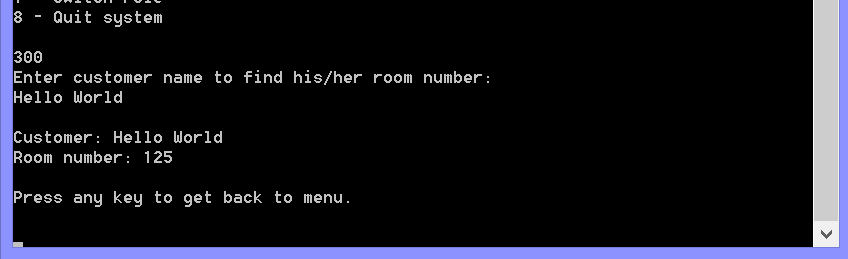 8 - Quit system
300
Enter customer name to find his/her room number:
Hello World
Customer: Hello World
Room number: 125
Press any key to get back to menu.